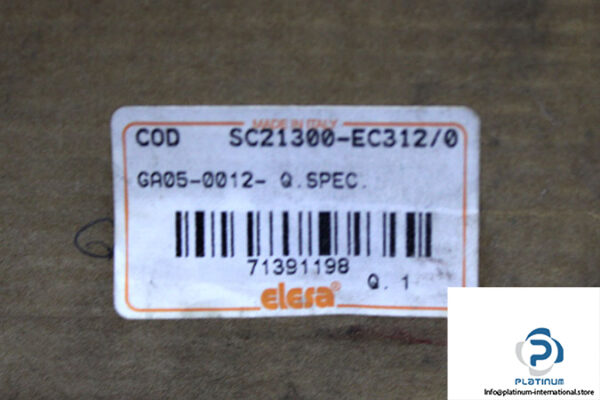 MADE IN ITALY
COD SC21300-EC312/0
GA05-0012- Q.SPEC.
71391198
Q. 1
elesa®
PLATINUM
Info@platinum-international.store